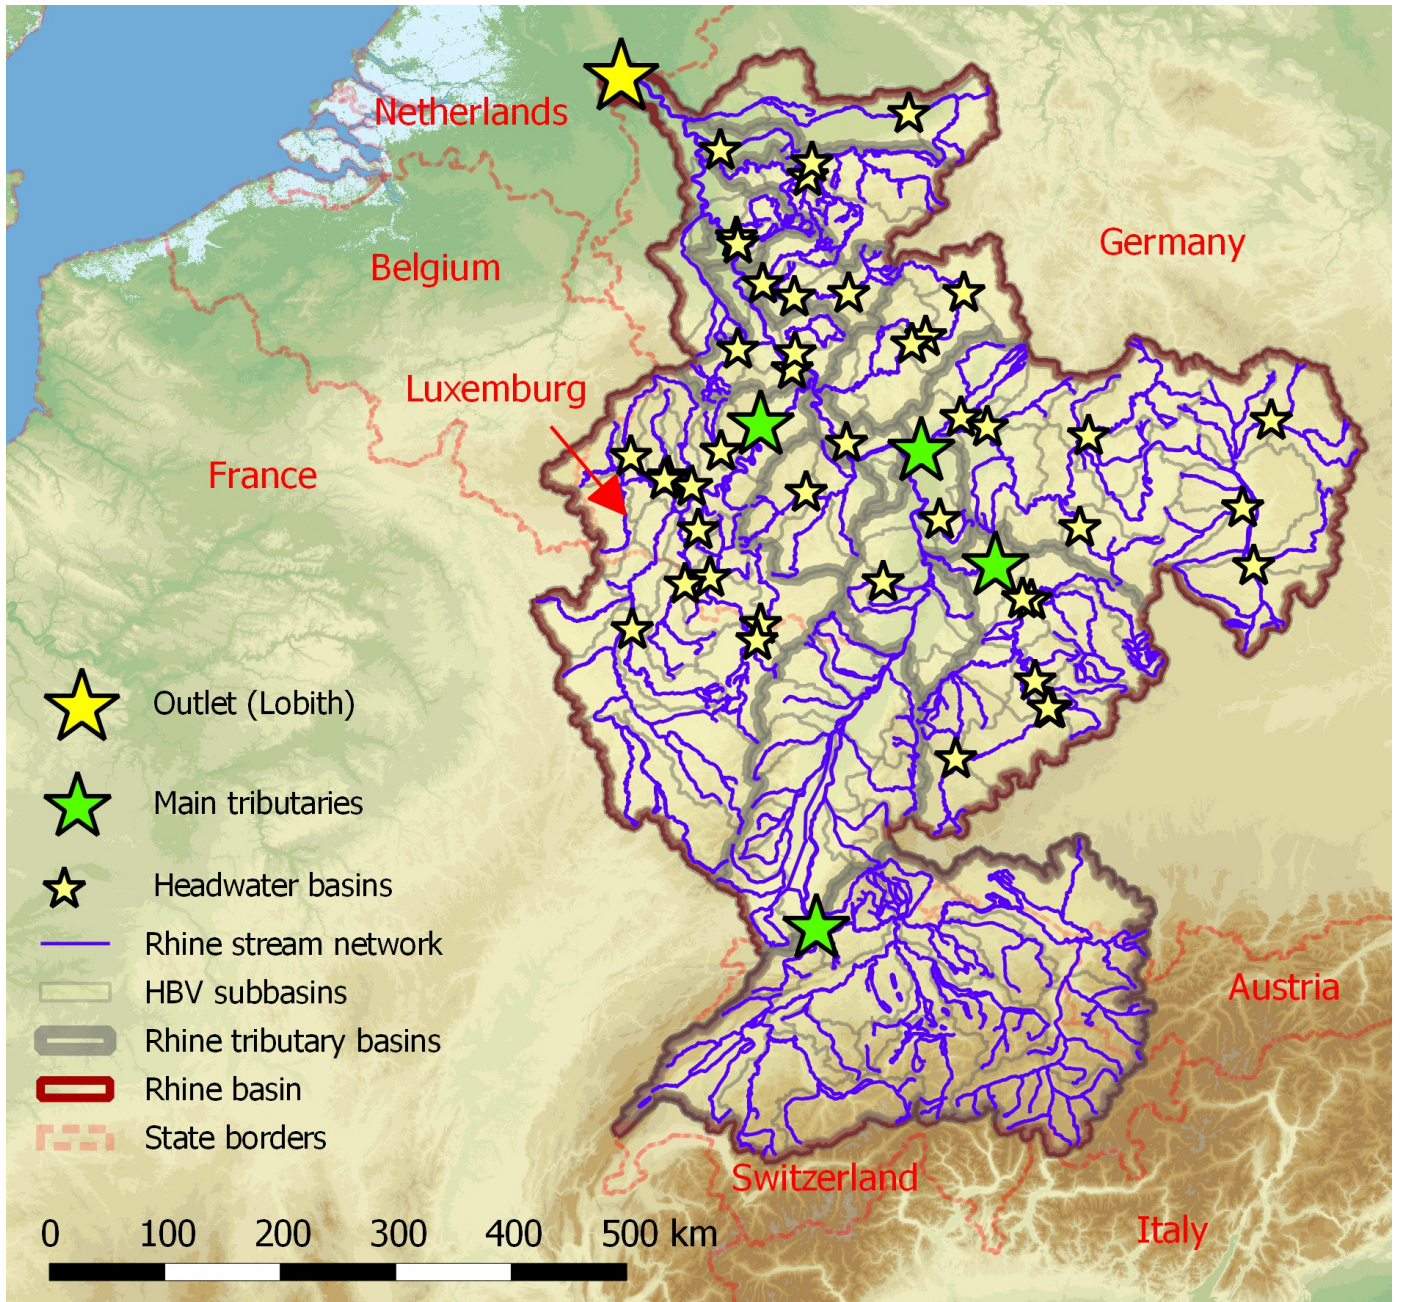 Netherlands
Germany
Belgium
Luxemburg
France
Outlet (Lobith)
Main tributaries
Headwater basins
Rhine stream network
HBV subbasins
Rhine tributary basins
Rhine basin
State borders
Austria
Switzerland
Italy
0 100 200 300 400 500 km